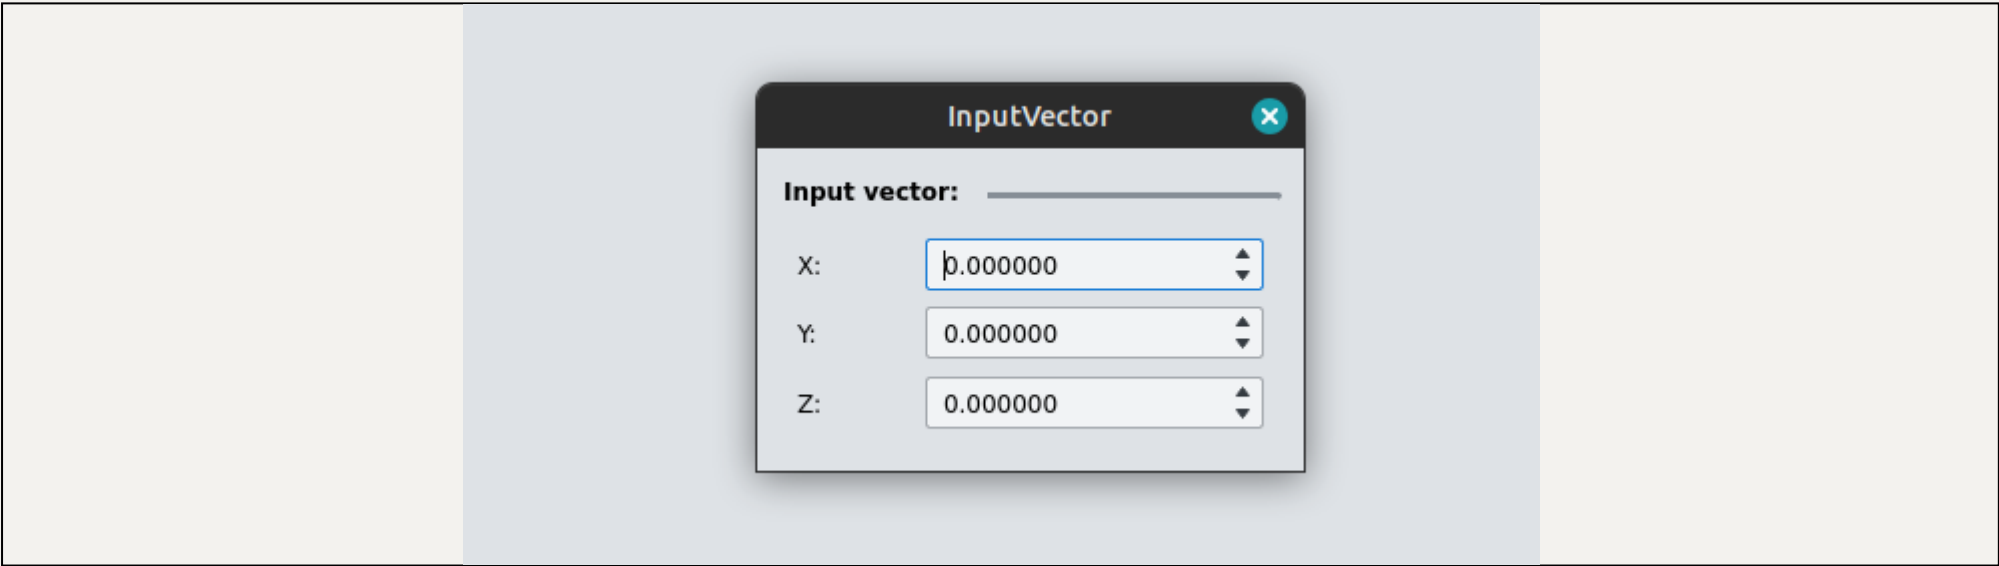 InputVector
Input vector:
X: 0.000000
Y: 0.000000
Z: 0.000000